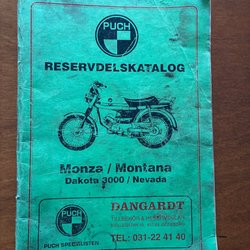 PUCH
RESERVDELSKATALOG
Monza / Montana
Dakota 3000 / Nevada
PUCH
PUCH SPECIALISTEN
DANGARDT
TEL: 031-22 41 40